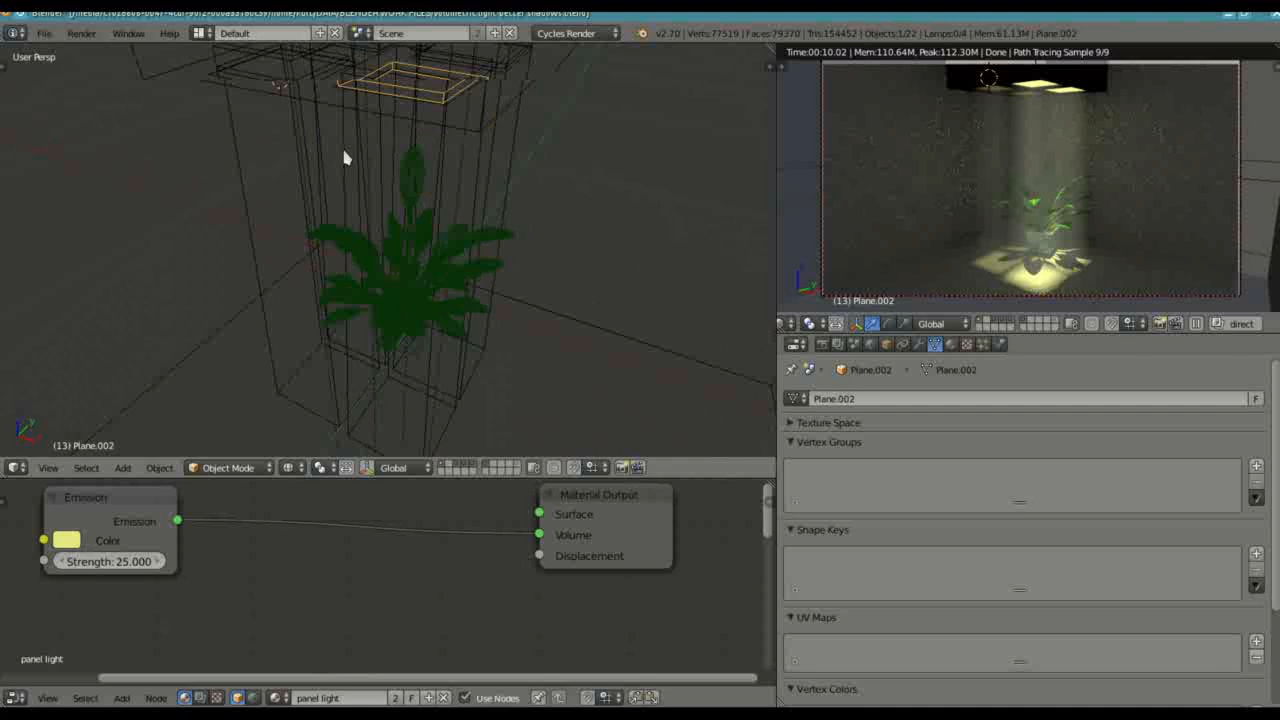 File Render Window Help Default Scene 2 Cycles Render v2.70 | Verts:77519 | Faces:79370 | Tris:154452 | Objects:1/22 | Lamps:0/4 | Mem:61.13M | Plane.002
User Persp
Time:00:10.02 | Mem:110.64M, Peak:112.30M | Done | Path Tracing Sample 9/9
(13) Plane.002
Global direct
Plane.002 Plane.002
Plane.002 F
Texture Space
Vertex Groups
(13) Plane.002
View Select Add Object Object Mode Global
Emission
Emission
Color
Strength: 25.000
Material Output
Surface
Volume
Displacement
Shape Keys
UV Maps
Vertex Colors
panel light
View Select Add Node panel light 2 F Use Nodes